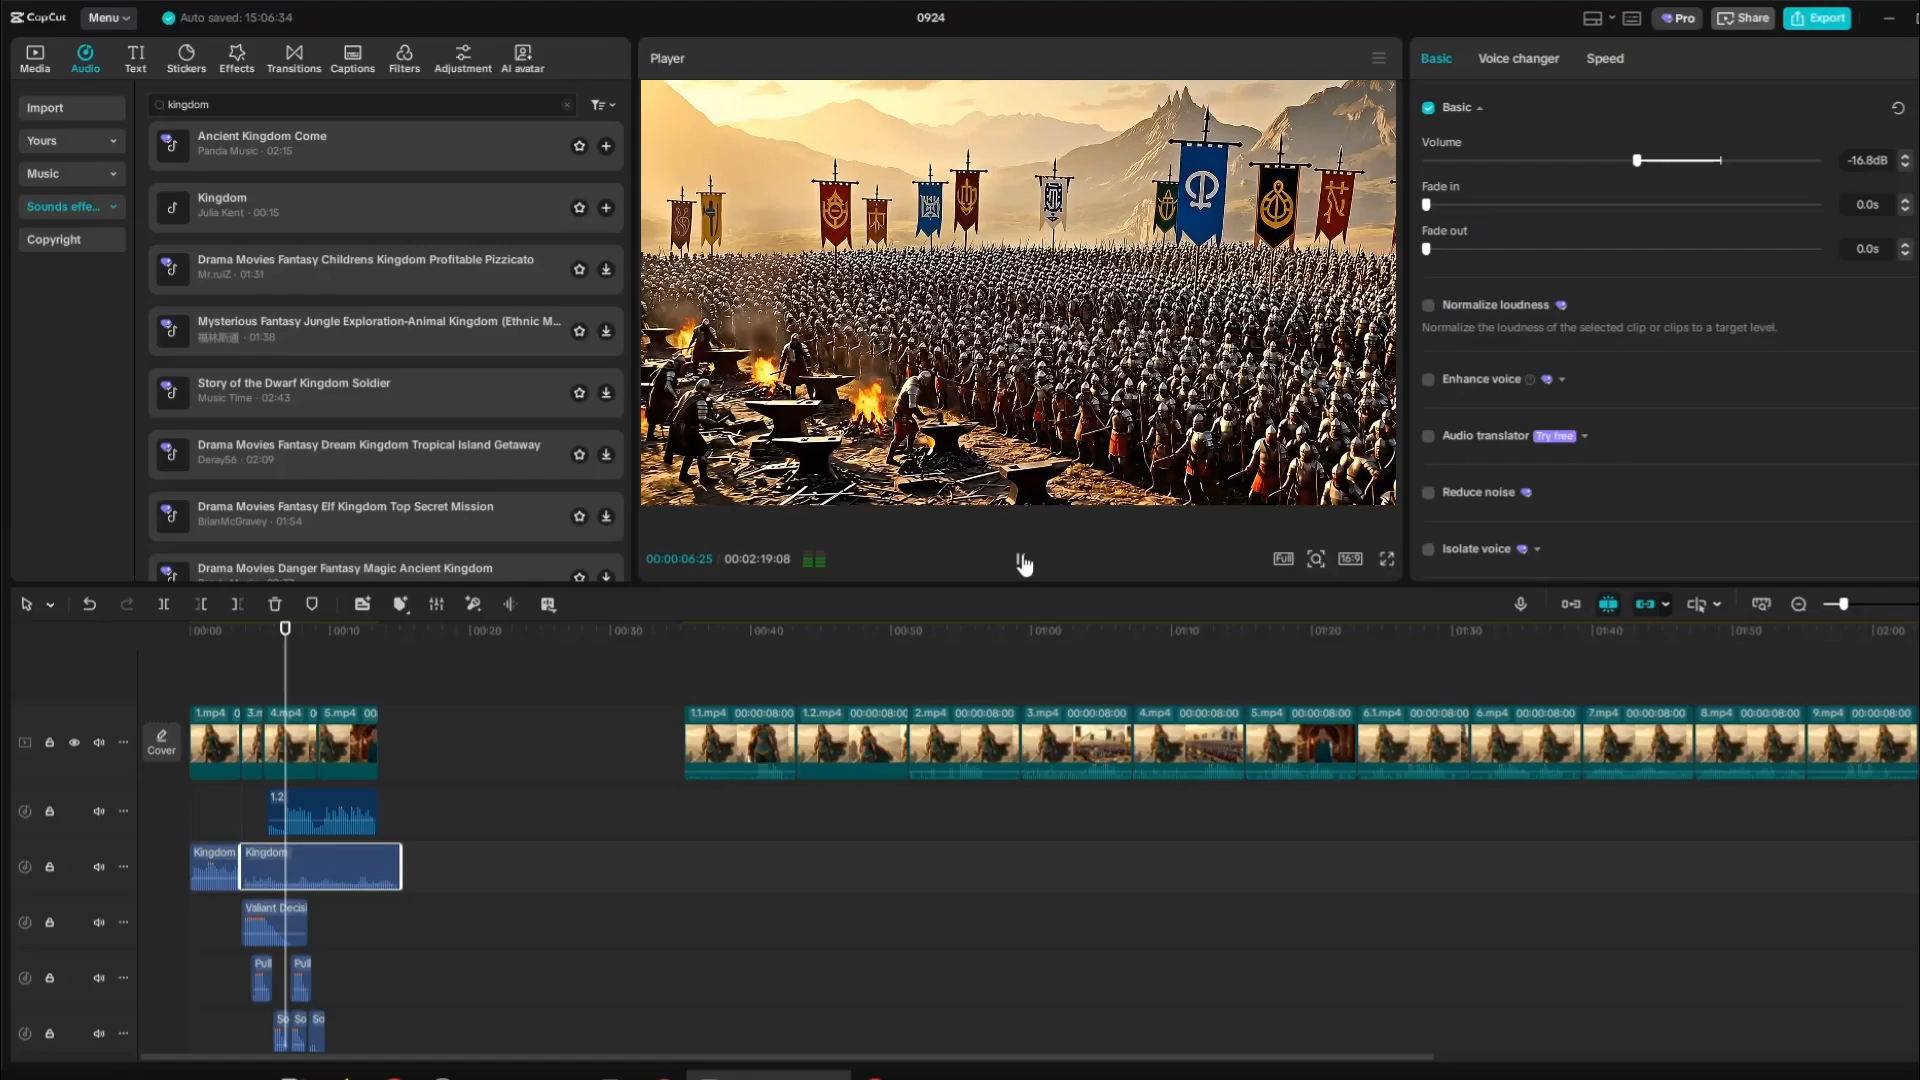 CapCut
Menu
Auto saved: 15:06:34
0924
Pro
Share
Export
Media
Audio
TI
Text
Stickers
Effects
Transitions
Captions
Filters
Adjustment
AI avatar
Import
Yours
Music
Sounds effe...
Copyright
kingdom
Ancient Kingdom Come
Panda Music · 02:15
Kingdom
Julia Kent · 00:15
Drama Movies Fantasy Childrens Kingdom Profitable Pizzicato
Mr.ruiZ · 01:31
Mysterious Fantasy Jungle Exploration-Animal Kingdom (Ethnic M...
福林斯通 · 01:38
Story of the Dwarf Kingdom Soldier
Music Time · 02:43
Drama Movies Fantasy Dream Kingdom Tropical Island Getaway
Deray56 · 02:09
Drama Movies Fantasy Elf Kingdom Top Secret Mission
BrianMcGravey · 01:54
Drama Movies Danger Fantasy Magic Ancient Kingdom
Player
00:00:06:25
00:02:19:08
Full
16:9
Basic
Voice changer
Speed
Basic
Volume
-16.8dB
Fade in
0.0s
Fade out
0.0s
Normalize loudness
Normalize the loudness of the selected clip or clips to a target level.
Enhance voice
Audio translator Try free
Reduce noise
Isolate voice
00:00
00:10
00:20
00:30
00:40
00:50
01:00
01:10
01:20
01:30
01:40
01:50
02:00
Cover
1.mp4 0
3.m
4.mp4 0
5.mp4 00
1.1.mp4 00:00:08:00
1.2.mp4 00:00:08:00
2.mp4 00:00:08:00
3.mp4 00:00:08:00
4.mp4 00:00:08:00
5.mp4 00:00:08:00
6.1.mp4 00:00:08:00
6.mp4 00:00:08:00
7.mp4 00:00:08:00
8.mp4 00:00:08:00
9.mp4 00:00:08:00
1.2
Kingdom
Kingdom
Valiant Decisi
Pull
Pull
So
So
So